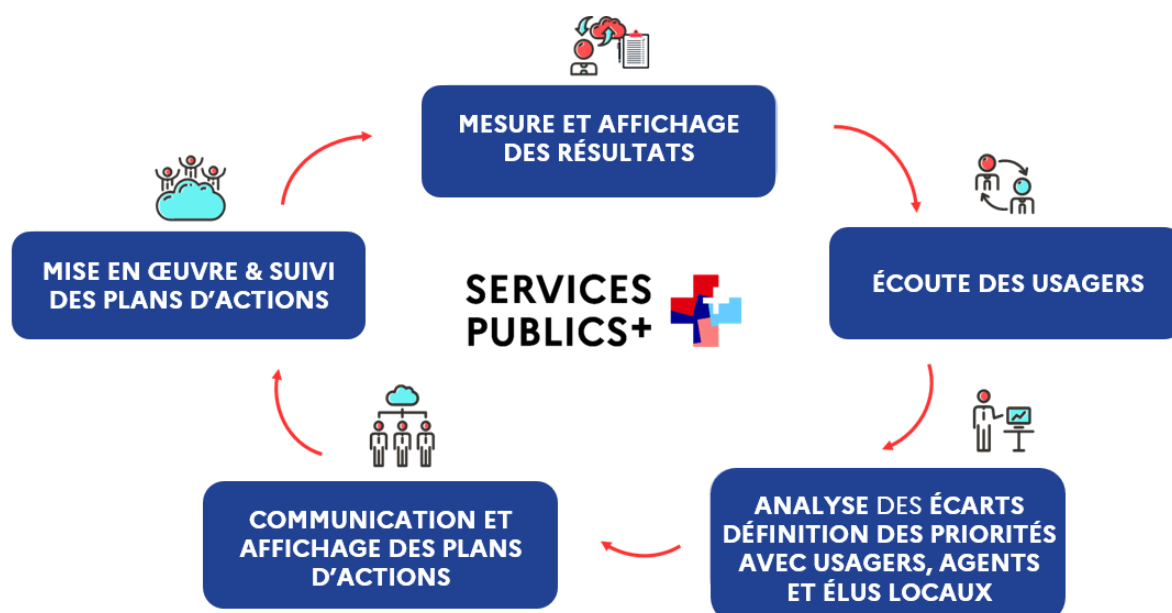 MESURE ET AFFICHAGE
DES RÉSULTATS
ÉCOUTE DES USAGERS
ANALYSE DES ÉCARTS
DÉFINITION DES PRIORITÉS
AVEC USAGERS, AGENTS
ET ÉLUS LOCAUX
COMMUNICATION ET
AFFICHAGE DES PLANS
D’ACTIONS
MISE EN ŒUVRE & SUIVI
DES PLANS D’ACTIONS
SERVICES
PUBLICS+